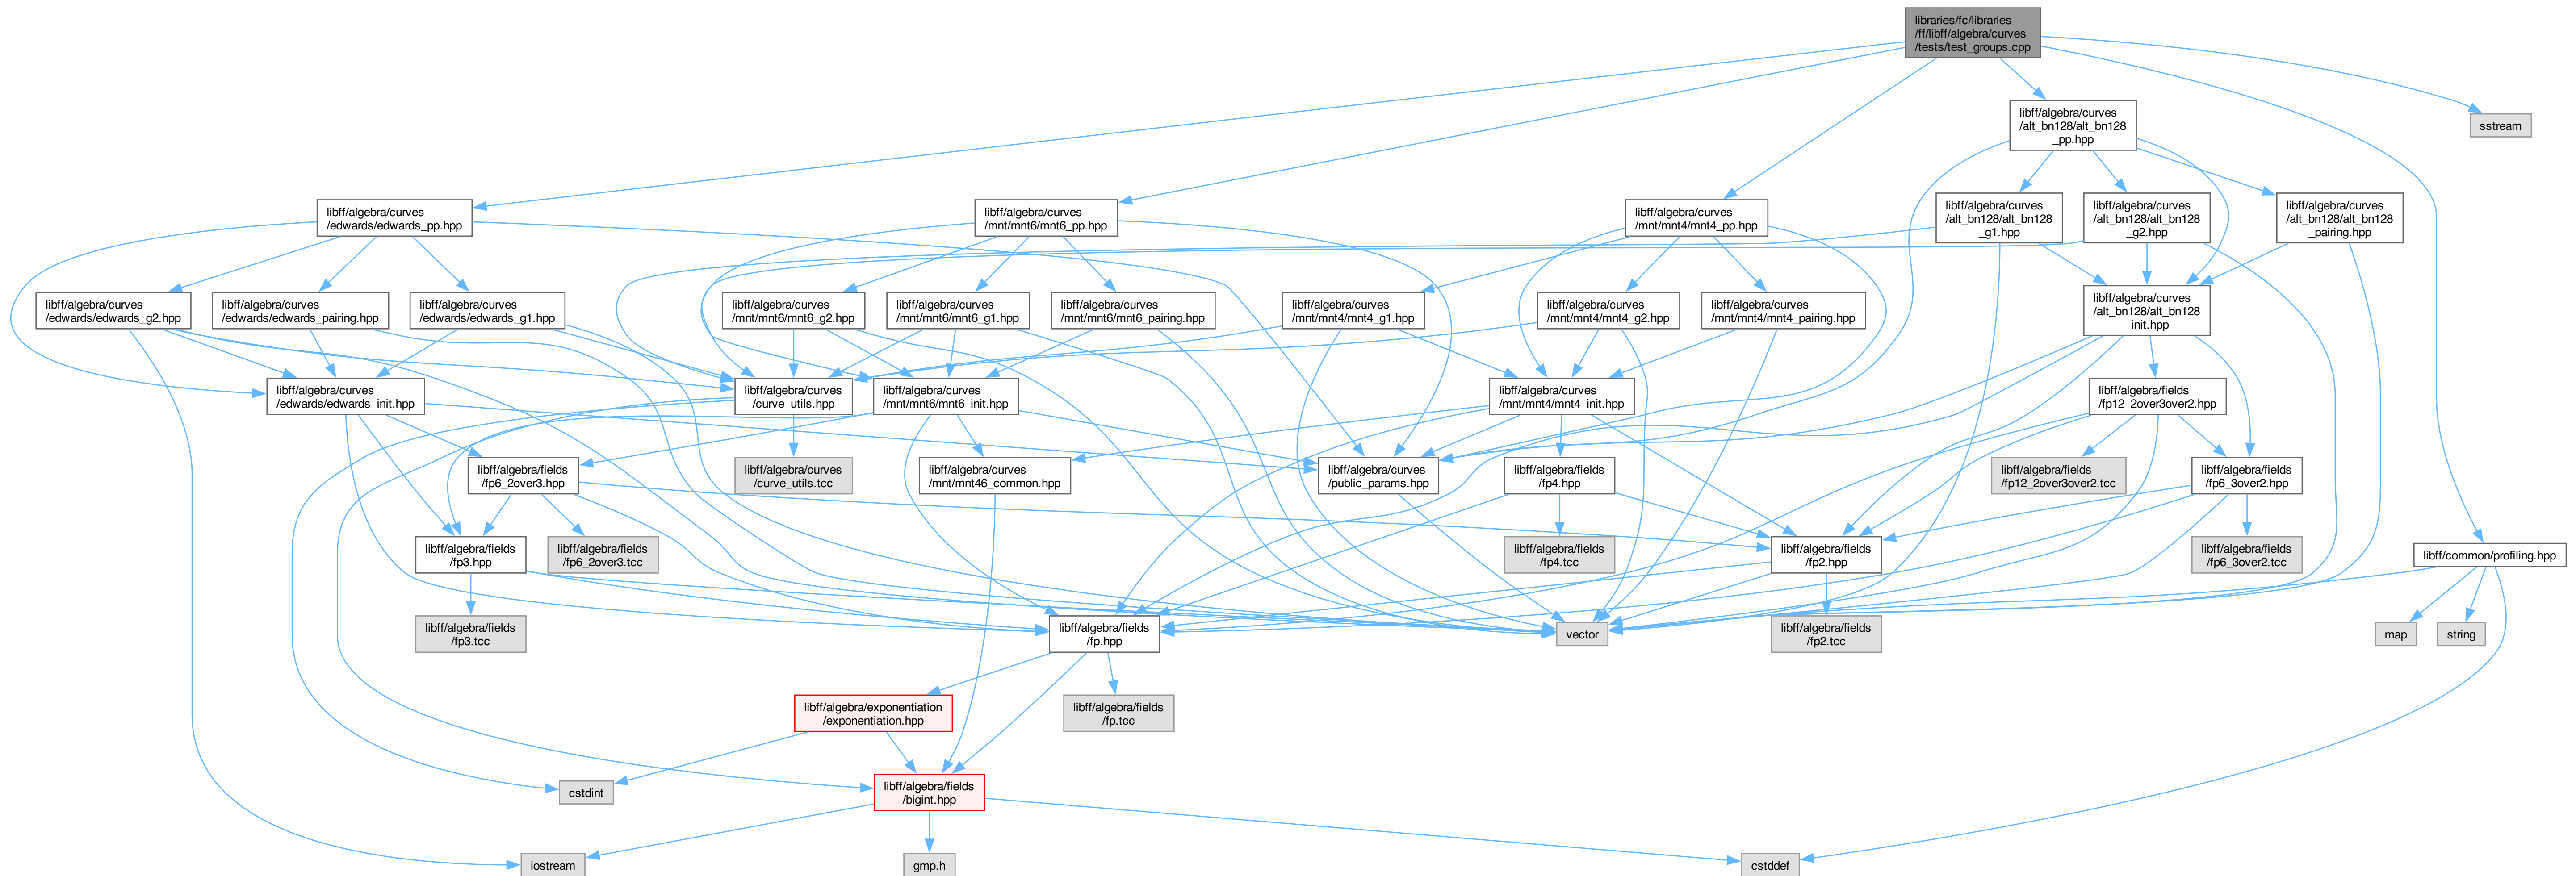 libraries/fc/libraries
/ff/libff/algebra/curves
/tests/test_groups.cpp
libff/algebra/curves
/alt_bn128/alt_bn128
_pp.hpp
sstream
libff/algebra/curves
/edwards/edwards_pp.hpp
libff/algebra/curves
/mnt/mnt6/mnt6_pp.hpp
libff/algebra/curves
/mnt/mnt4/mnt4_pp.hpp
libff/algebra/curves
/alt_bn128/alt_bn128
_g1.hpp
libff/algebra/curves
/alt_bn128/alt_bn128
_g2.hpp
libff/algebra/curves
/alt_bn128/alt_bn128
_pairing.hpp
libff/algebra/curves
/edwards/edwards_g2.hpp
libff/algebra/curves
/edwards/edwards_pairing.hpp
libff/algebra/curves
/edwards/edwards_g1.hpp
libff/algebra/curves
/mnt/mnt6/mnt6_g2.hpp
libff/algebra/curves
/mnt/mnt6/mnt6_g1.hpp
libff/algebra/curves
/mnt/mnt6/mnt6_pairing.hpp
libff/algebra/curves
/mnt/mnt4/mnt4_g1.hpp
libff/algebra/curves
/mnt/mnt4/mnt4_g2.hpp
libff/algebra/curves
/mnt/mnt4/mnt4_pairing.hpp
libff/algebra/curves
/alt_bn128/alt_bn128
_init.hpp
libff/algebra/curves
/edwards/edwards_init.hpp
libff/algebra/curves
/curve_utils.hpp
libff/algebra/curves
/mnt/mnt6/mnt6_init.hpp
libff/algebra/curves
/mnt/mnt4/mnt4_init.hpp
libff/algebra/fields
/fp12_2over3over2.hpp
libff/algebra/fields
/fp6_2over3.hpp
libff/algebra/curves
/curve_utils.tcc
libff/algebra/curves
/mnt/mnt46_common.hpp
libff/algebra/curves
/public_params.hpp
libff/algebra/fields
/fp4.hpp
libff/algebra/fields
/fp12_2over3over2.tcc
libff/algebra/fields
/fp6_3over2.hpp
libff/algebra/fields
/fp3.hpp
libff/algebra/fields
/fp6_2over3.tcc
libff/algebra/fields
/fp4.tcc
libff/algebra/fields
/fp2.hpp
libff/algebra/fields
/fp6_3over2.tcc
libff/common/profiling.hpp
libff/algebra/fields
/fp3.tcc
libff/algebra/fields
/fp.hpp
vector
libff/algebra/fields
/fp2.tcc
map
string
libff/algebra/exponentiation
/exponentiation.hpp
libff/algebra/fields
/fp.tcc
cstdint
libff/algebra/fields
/bigint.hpp
iostream
gmp.h
cstddef